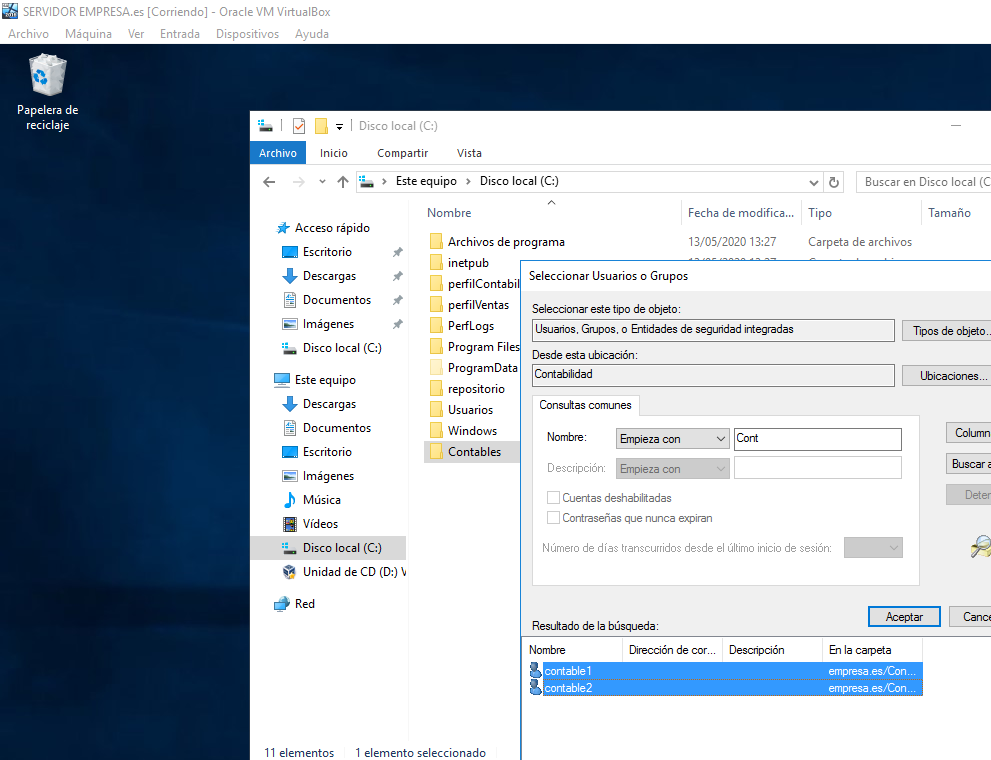 SERVIDOR EMPRESA.es [Corriendo] - Oracle VM VirtualBox
Archivo Máquina Ver Entrada Dispositivos Ayuda
Papelera de
reciclaje
Disco local (C:)
Archivo Inicio Compartir Vista
Este equipo > Disco local (C:)
Buscar en Disco local (C
Nombre Fecha de modifica... Tipo Tamaño
Acceso rápido
Escritorio
Descargas
Documentos
Imágenes
Disco local (C:)
Este equipo
Descargas
Documentos
Escritorio
Imágenes
Música
Vídeos
Disco local (C:)
Unidad de CD (D:) V
Red
Archivos de programa 13/05/2020 13:27 Carpeta de archivos
inetpub
perfilContabil
perfilVentas
PerfLogs
Program Files
ProgramData
repositorio
Usuarios
Windows
Contables
Seleccionar Usuarios o Grupos
Seleccionar este tipo de objeto:
Usuarios, Grupos, o Entidades de seguridad integradas
Tipos de objeto..
Desde esta ubicación:
Contabilidad
Ubicaciones...
Consultas comunes
Nombre: Empieza con Cont
Descripción: Empieza con
Cuentas deshabilitadas
Contraseñas que nunca expiran
Número de días transcurridos desde el último inicio de sesión:
Column
Buscar a
Deter
Aceptar Cance
Resultado de la búsqueda:
Nombre Dirección de cor... Descripción En la carpeta
contable1 empresa.es/Con...
contable2 empresa.es/Con...
11 elementos 1 elemento seleccionado